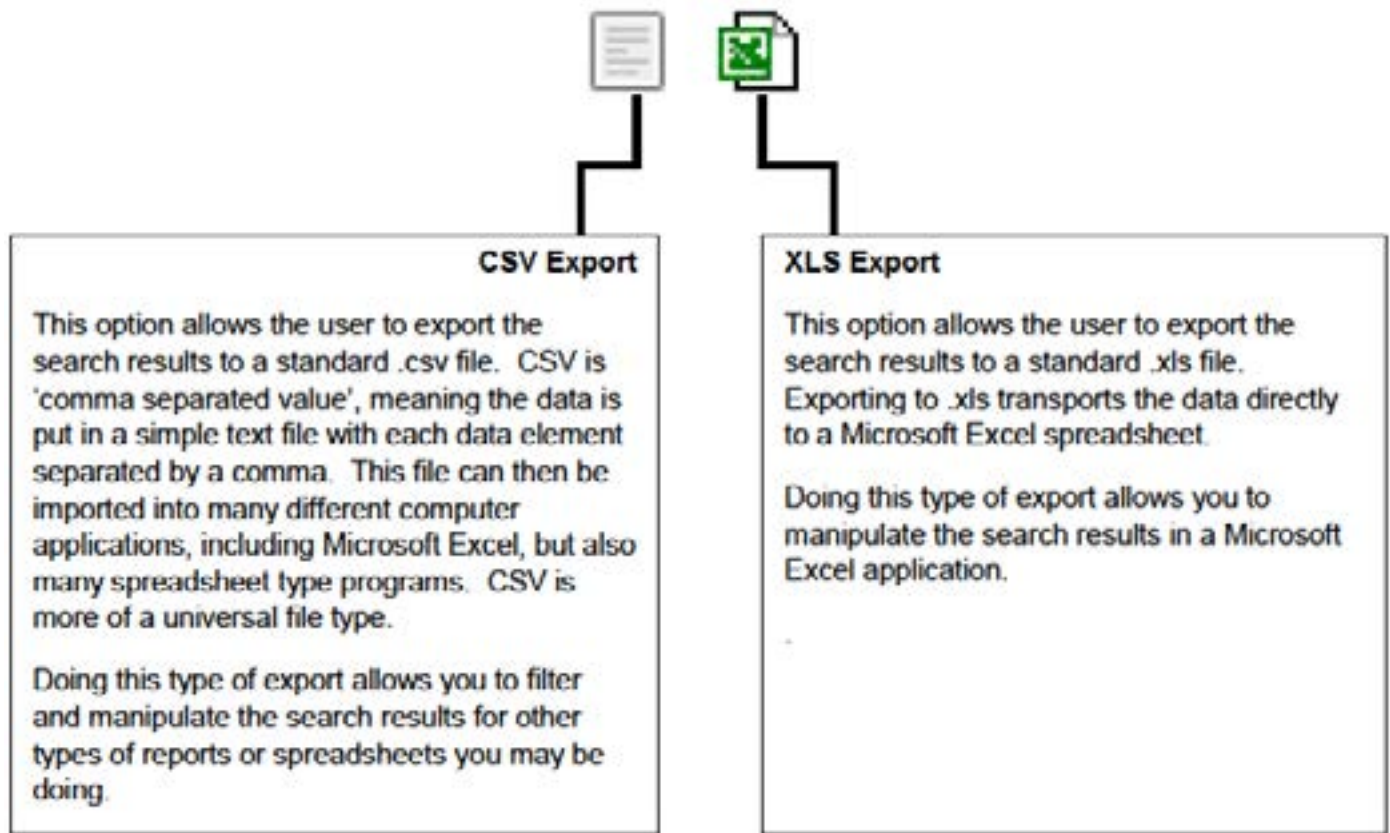 CSV Export
This option allows the user to export the
search results to a standard .csv file.  CSV is
'comma separated value', meaning the data is
put in a simple text file with each data element
separated by a comma.  This file can then be
imported into many different computer
applications, including Microsoft Excel, but also
many spreadsheet type programs.  CSV is
more of a universal file type.
Doing this type of export allows you to filter
and manipulate the search results for other
types of reports or spreadsheets you may be
doing.
XLS Export
This option allows the user to export the
search results to a standard .xls file.
Exporting to .xls transports the data directly
to a Microsoft Excel spreadsheet.
Doing this type of export allows you to
manipulate the search results in a Microsoft
Excel application.
.